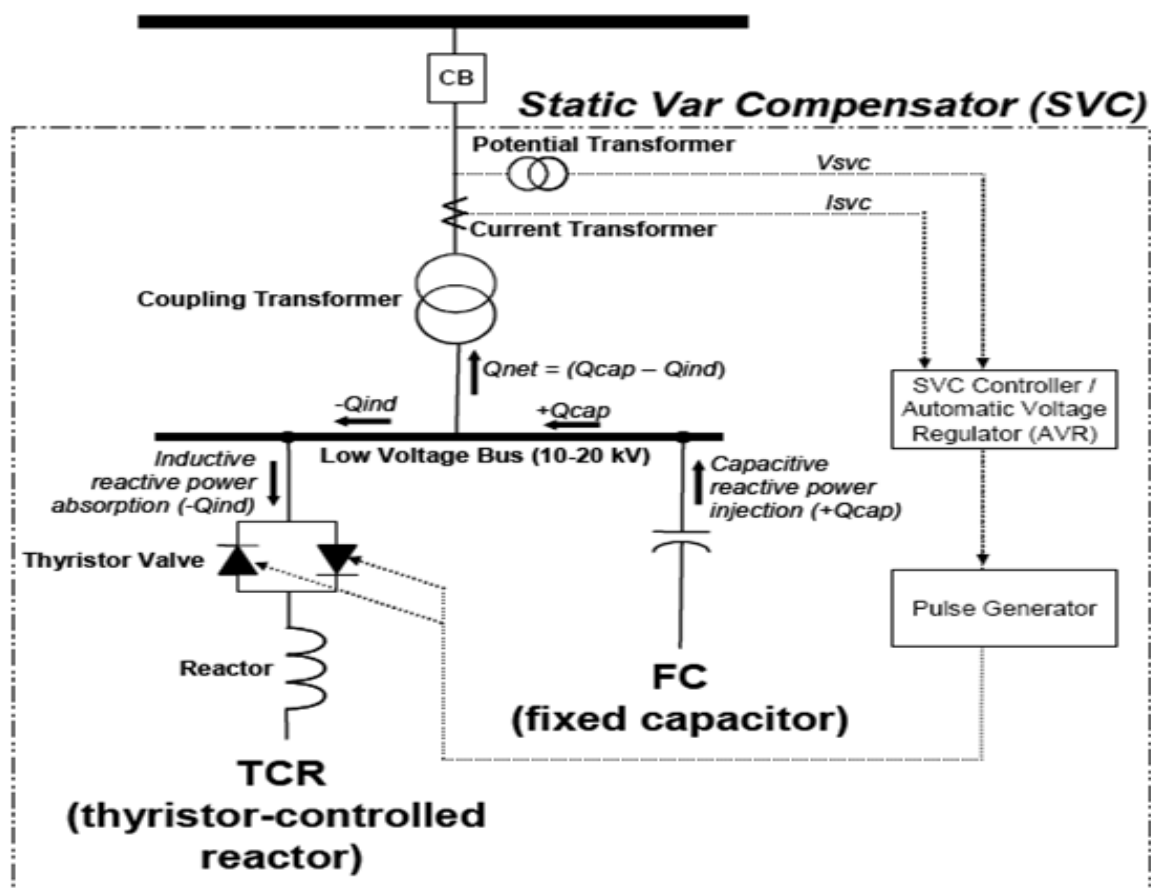 CB
Static Var Compensator (SVC)
Potential Transformer
Vsvc
Isvc
Current Transformer
Coupling Transformer
Qnet = (Qcap – Qind)
-Qind
+Qcap
SVC Controller /
Automatic Voltage
Regulator (AVR)
Low Voltage Bus (10-20 kV)
Inductive
reactive power
absorption (-Qind)
Capacitive
reactive power
injection (+Qcap)
Thyristor Valve
Pulse Generator
Reactor
FC
(fixed capacitor)
TCR
(thyristor-controlled
reactor)